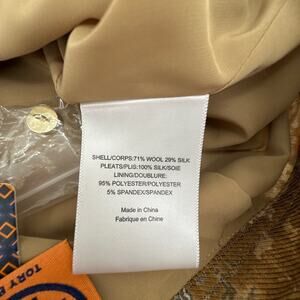 SHELL/CORPS:71% WOOL 29% SILK
PLEATS/PLIS:100% SILK/SOIE
LINING/DOUBLURE:
95% POLYESTER/POLYESTER
5% SPANDEX/SPANDEX
Made in China
Fabrique en Chine
TORY B